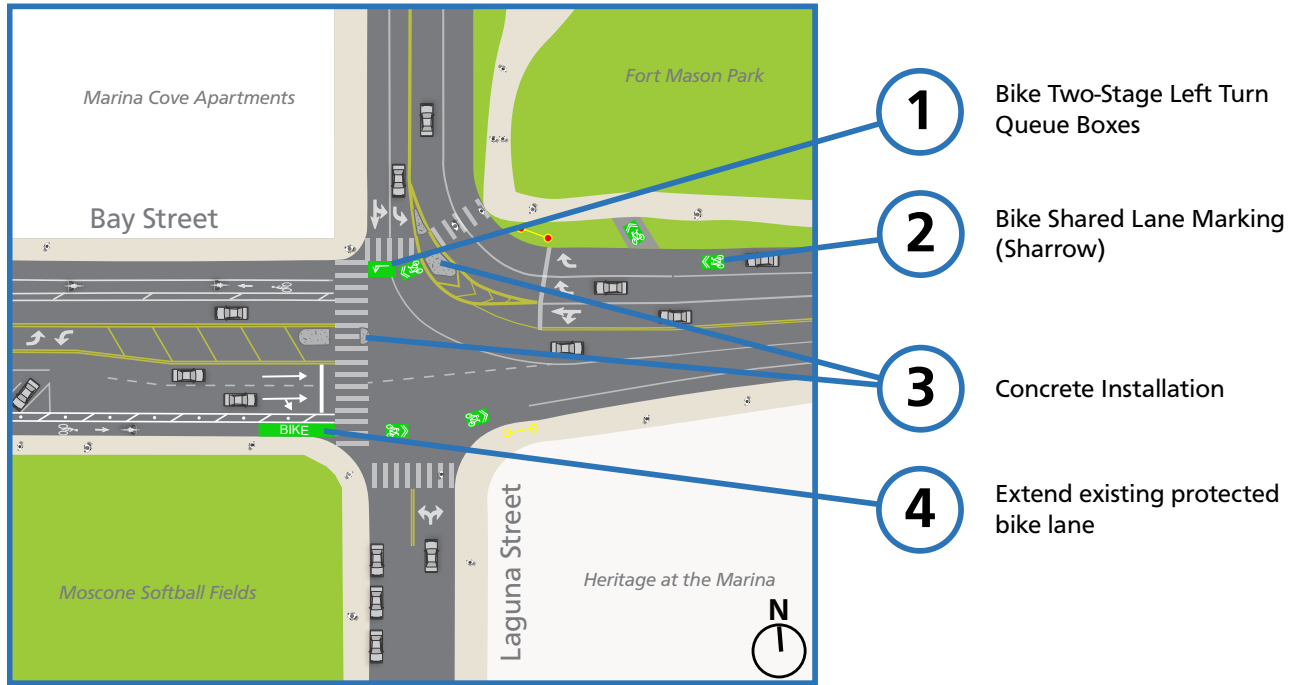 Marina Cove Apartments
Fort Mason Park
Bay Street
BIKE
Moscone Softball Fields
Laguna Street
Heritage at the Marina
N
1
Bike Two-Stage Left Turn
Queue Boxes
2
Bike Shared Lane Marking
(Sharrow)
3
Concrete Installation
4
Extend existing protected
bike lane